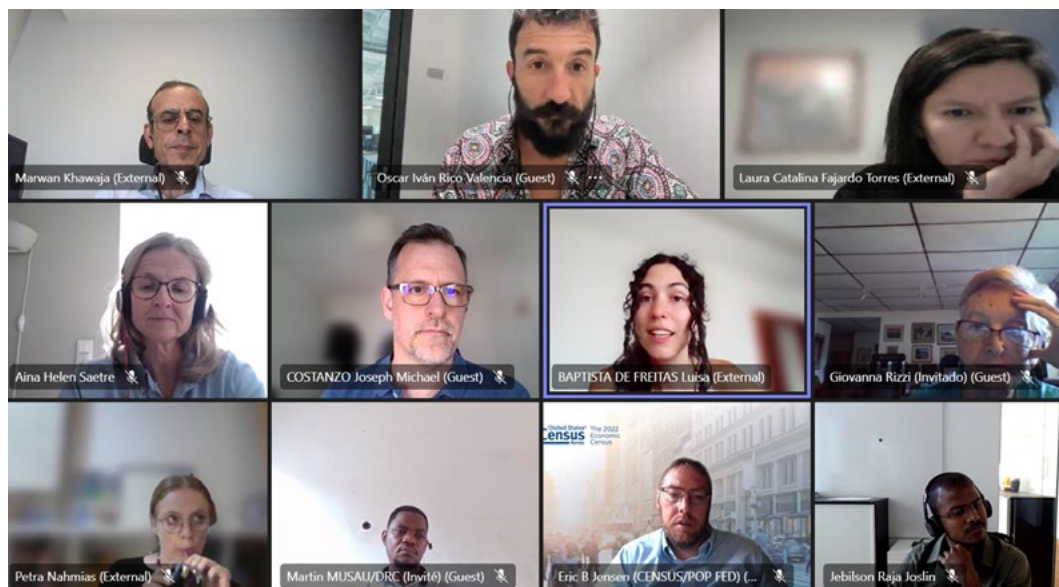 Marwan Khawaja (External)
Oscar Iván Rico Valencia (Guest)
Laura Catalina Fajardo Torres (External)
Aina Helen Saetre
COSTANZO Joseph Michael (Guest)
BAPTISTA DE FREITAS Luisa (External)
Giovanna Rizzi (Invitado) (Guest)
United States®
Census
Bureau
The 2022
Economic
Census
Petra Nahmias (External)
Martin MUSAU/DRC (Invité) (Guest)
Eric B Jensen (CENSUS/POP FED) (...
Jebilson Raja Joslin